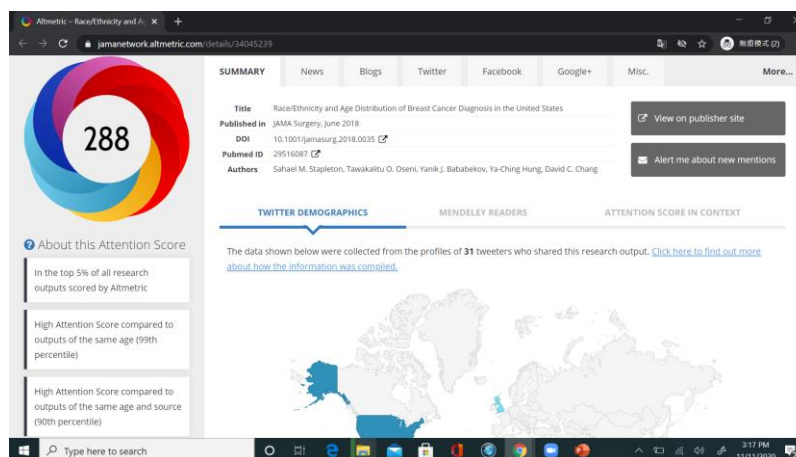 Altmetric – Race/Ethnicity and A
jamanetwork.altmetric.com/details/34045239
無痕模式 (2)
SUMMARY News Blogs Twitter Facebook Google+ Misc. More...
288
Title Race/Ethnicity and Age Distribution of Breast Cancer Diagnosis in the United States
Published in JAMA Surgery, June 2018
DOI 10.1001/jamasurg.2018.0035
Pubmed ID 29516087
Authors Sahael M. Stapleton, Tawakalitu O. Oseni, Yanik J. Bababekov, Ya-Ching Hung, David C. Chang
View on publisher site
Alert me about new mentions
TWITTER DEMOGRAPHICS MENDELEY READERS ATTENTION SCORE IN CONTEXT
About this Attention Score
In the top 5% of all research
outputs scored by Altmetric
High Attention Score compared to
outputs of the same age (99th
percentile)
High Attention Score compared to
outputs of the same age and source
(90th percentile)
The data shown below were collected from the profiles of 31 tweeters who shared this research output. Click here to find out more
about how the information was compiled.
Type here to search
3:17 PM
11/11/2020